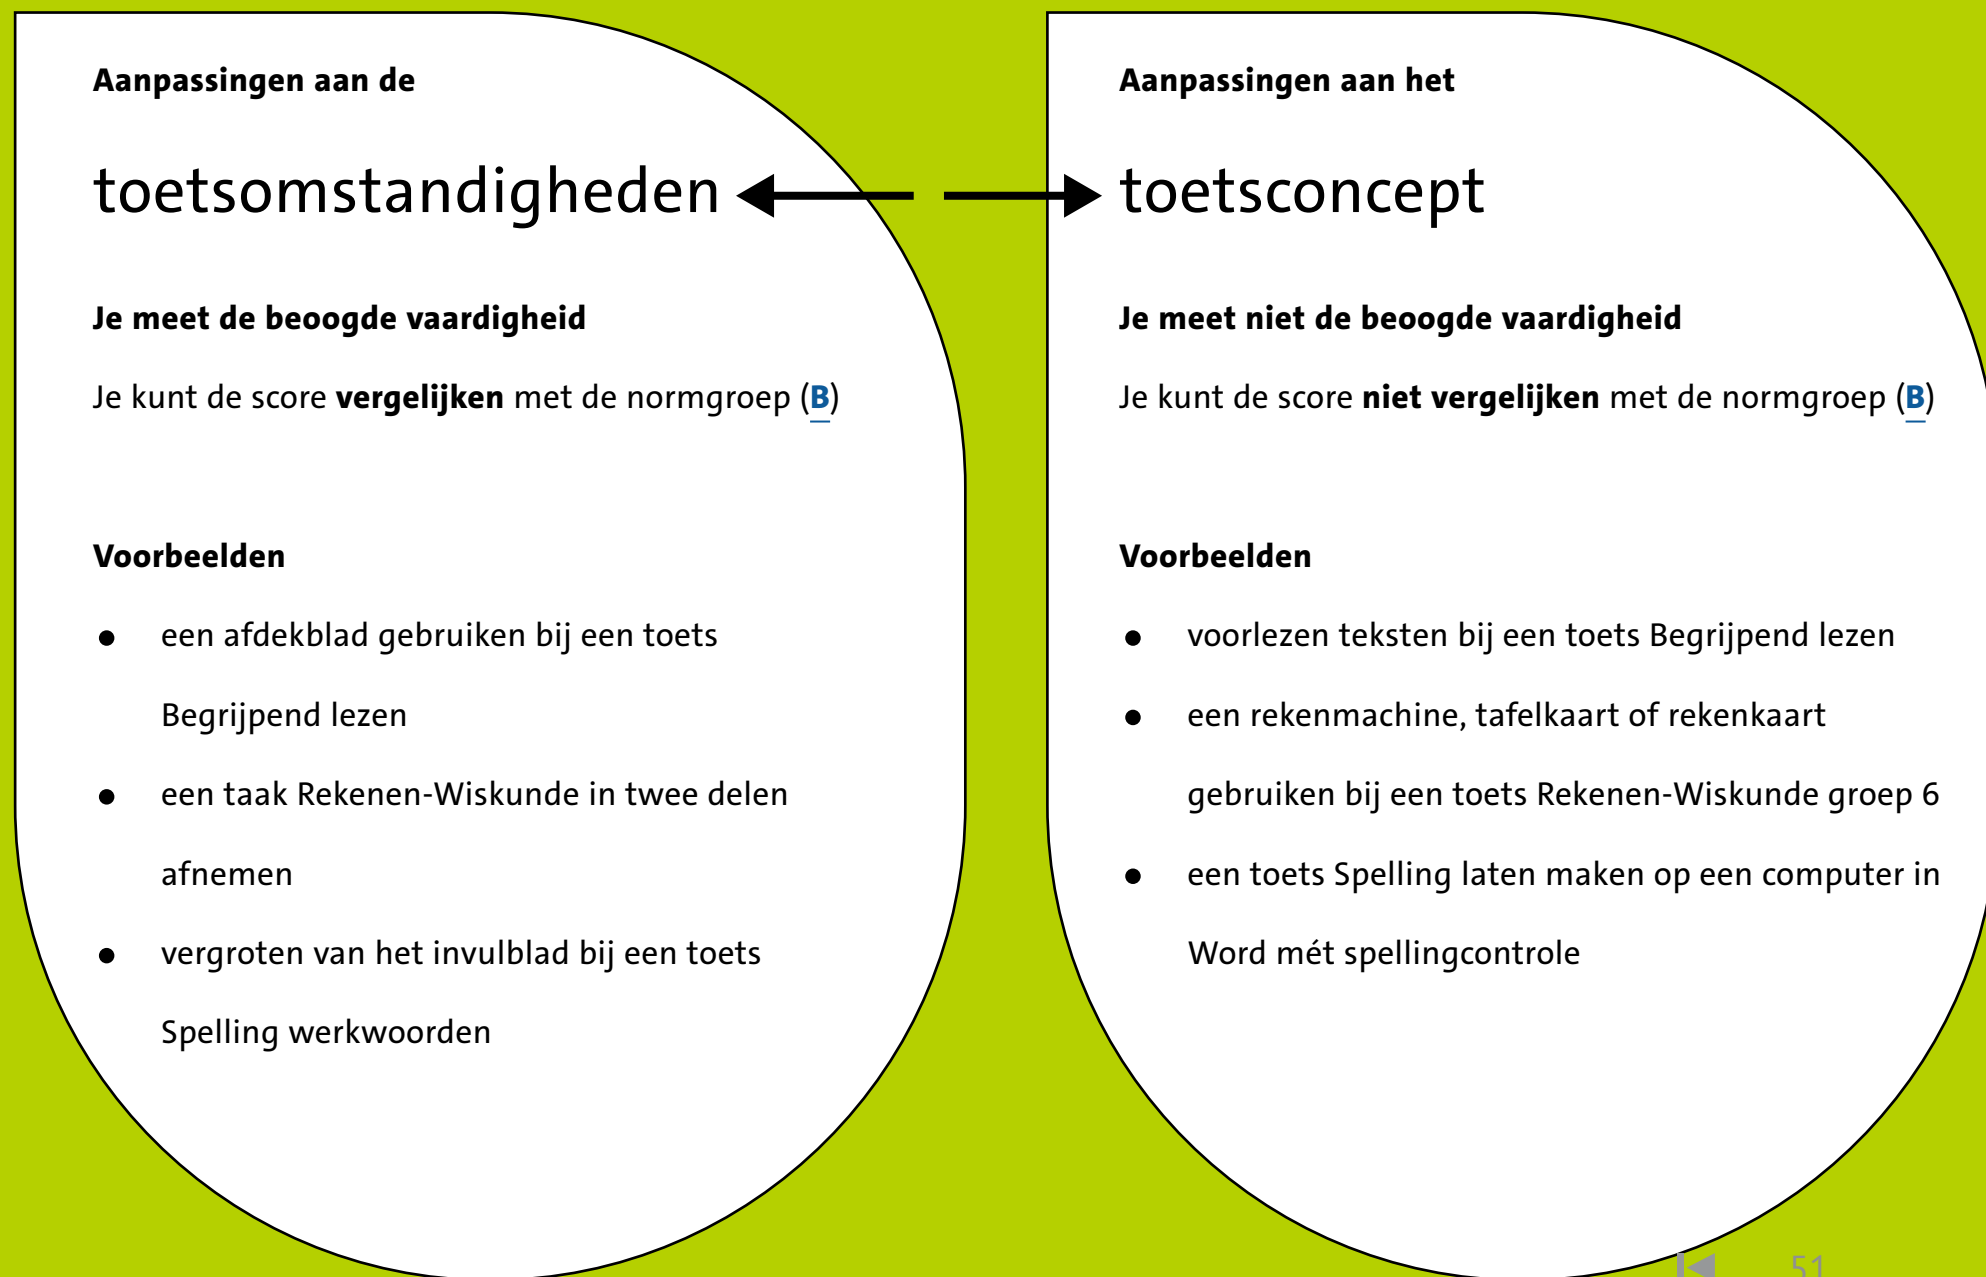 Aanpassingen aan de
toetsomstandigheden
Je meet de beoogde vaardigheid
Je kunt de score vergelijken met de normgroep (B)
Voorbeelden
● een afdekblad gebruiken bij een toets
Begrijpend lezen
● een taak Rekenen-Wiskunde in twee delen
afnemen
● vergroten van het invulblad bij een toets
Spelling werkwoorden
Aanpassingen aan het
toetsconcept
Je meet niet de beoogde vaardigheid
Je kunt de score niet vergelijken met de normgroep (B)
Voorbeelden
● voorlezen teksten bij een toets Begrijpend lezen
● een rekenmachine, tafelkaart of rekenkaart
gebruiken bij een toets Rekenen-Wiskunde groep 6
● een toets Spelling laten maken op een computer in
Word mét spellingcontrole
51